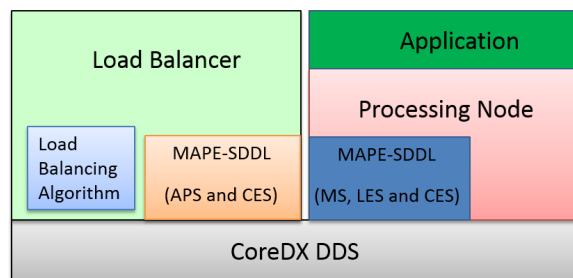 Load Balancer
Load
Balancing
Algorithm
MAPE-SDDL
(APS and CES)
Application
Processing Node
MAPE-SDDL
(MS, LES and CES)
CoreDX DDS